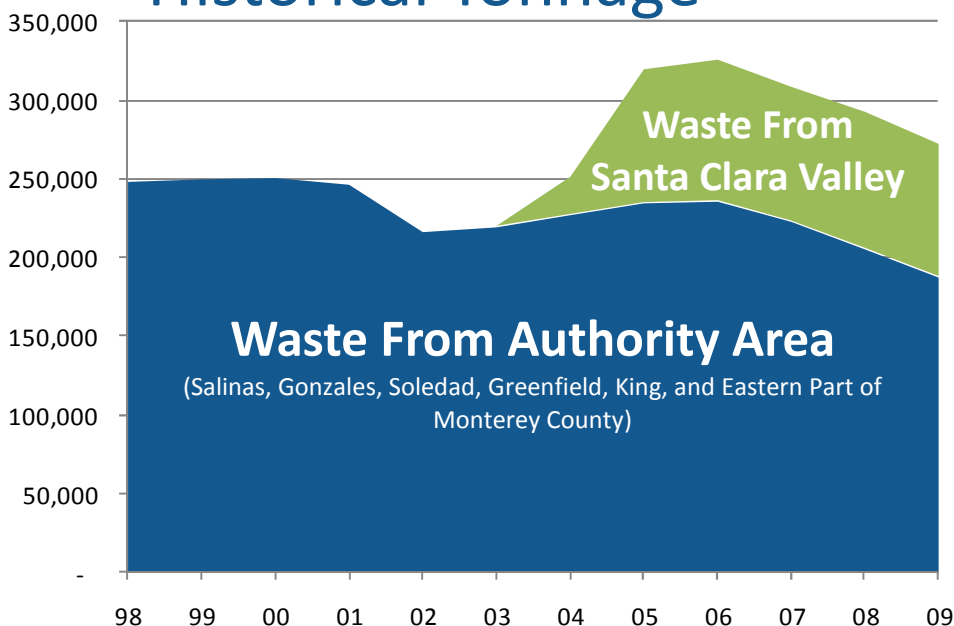 Historical Tonnage
350,000
300,000
Waste From
Santa Clara Valley
250,000
200,000
150,000
Waste From Authority Area
(Salinas, Gonzales, Soledad, Greenfield, King, and Eastern Part of
Monterey County)
100,000
50,000
-
98 99 00 01 02 03 04 05 06 07 08 09